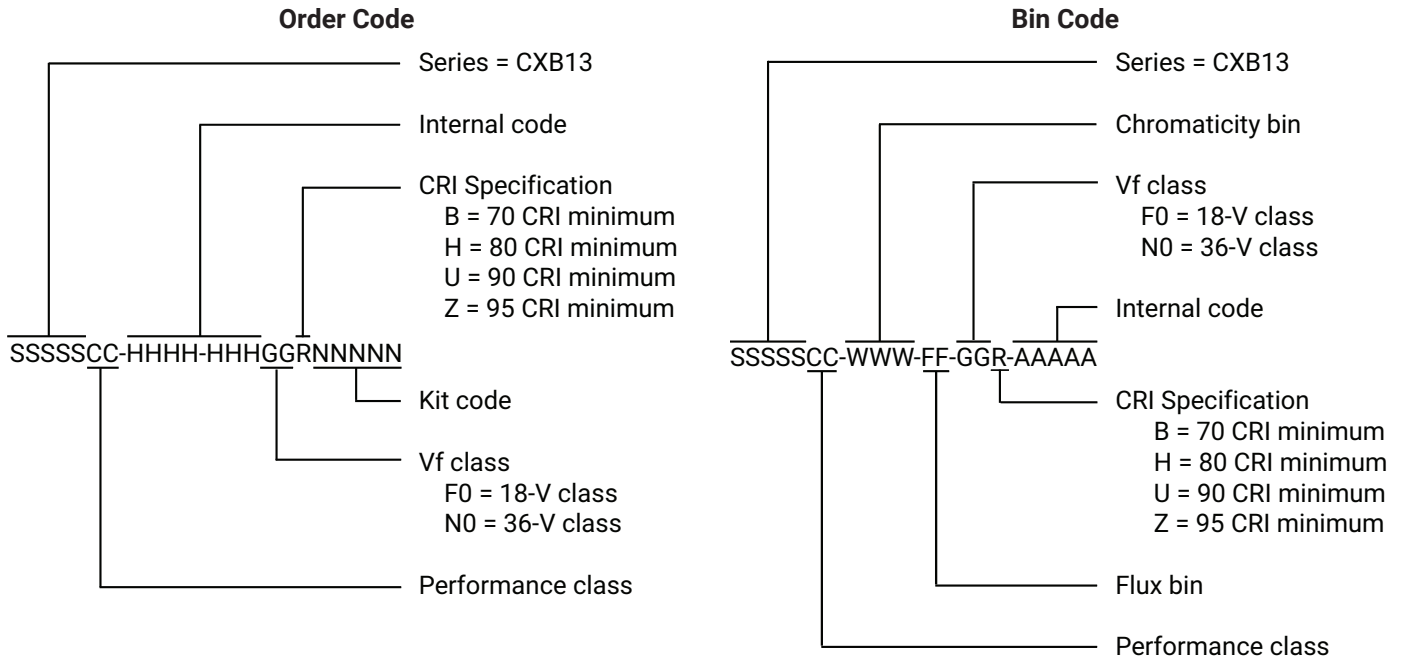 Order Code
Series = CXB13
Internal code
CRI Specification
B = 70 CRI minimum
H = 80 CRI minimum
U = 90 CRI minimum
Z = 95 CRI minimum
SSSSSCC-HHHH-HHHGGRNNNNN
Kit code
Vf class
F0 = 18-V class
N0 = 36-V class
Performance class
Bin Code
Series = CXB13
Chromaticity bin
Vf class
F0 = 18-V class
N0 = 36-V class
Internal code
SSSSSCC-WWW-FF-GGR-AAAAA
CRI Specification
B = 70 CRI minimum
H = 80 CRI minimum
U = 90 CRI minimum
Z = 95 CRI minimum
Flux bin
Performance class